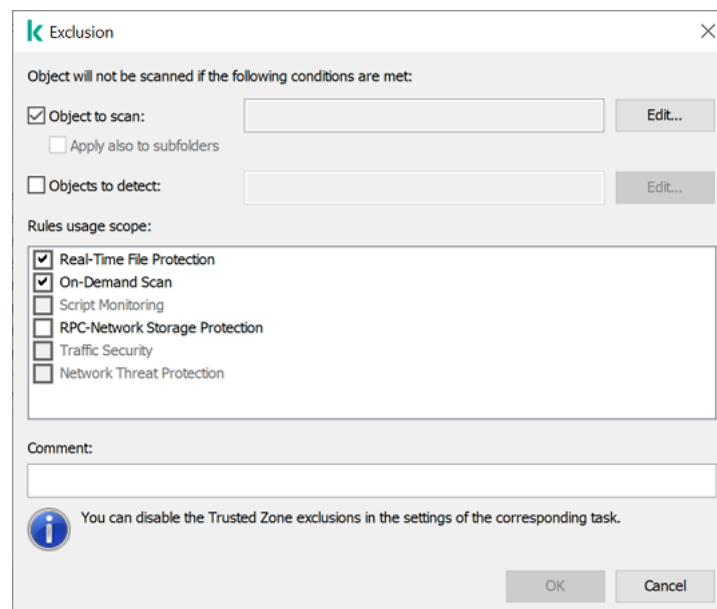 Exclusion
Object will not be scanned if the following conditions are met:
Object to scan:
Edit...
Apply also to subfolders
Objects to detect:
Edit...
Rules usage scope:
Real-Time File Protection
On-Demand Scan
Script Monitoring
RPC-Network Storage Protection
Traffic Security
Network Threat Protection
Comment:
You can disable the Trusted Zone exclusions in the settings of the corresponding task.
OK
Cancel